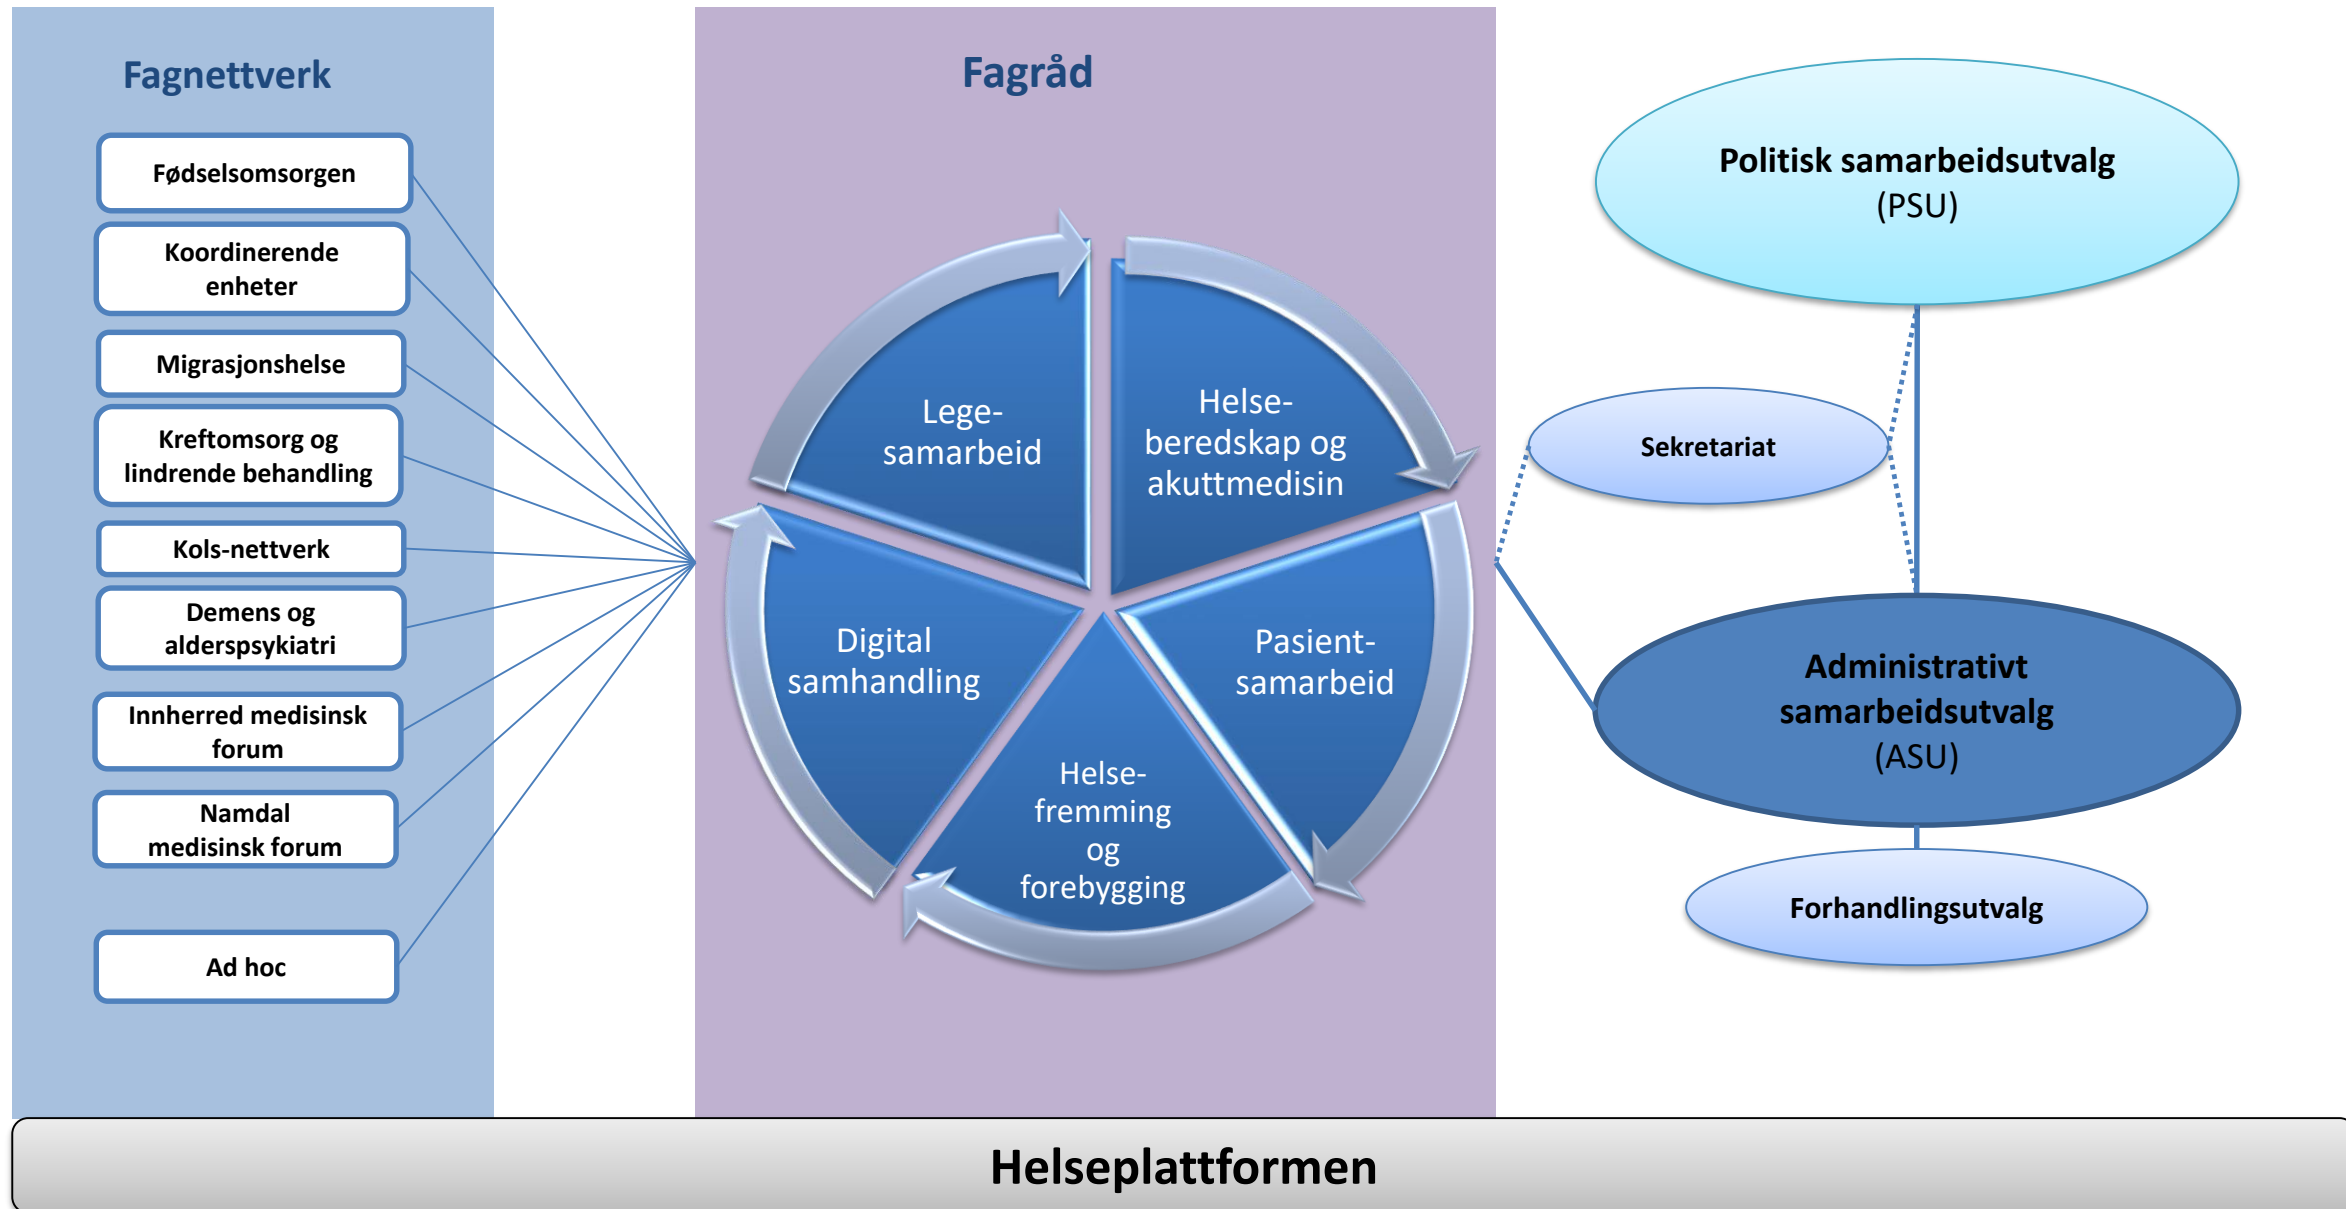 Fagnettverk
Fødselsomsorgen
Koordinerende
enheter
Migrasjonshelse
Kreftomsorg og
lindrende behandling
Kols-nettverk
Demens og
alderspsykiatri
Innherred medisinsk
forum
Namdal
medisinsk forum
Ad hoc
Fagråd
Lege-
samarbeid
Helse-
beredskap og
akuttmedisin
Digital
samhandling
Pasient-
samarbeid
Helse-
fremming
og
forebygging
Politisk samarbeidsutvalg
(PSU)
Sekretariat
Administrativt
samarbeidsutvalg
(ASU)
Forhandlingsutvalg
Helseplattformen